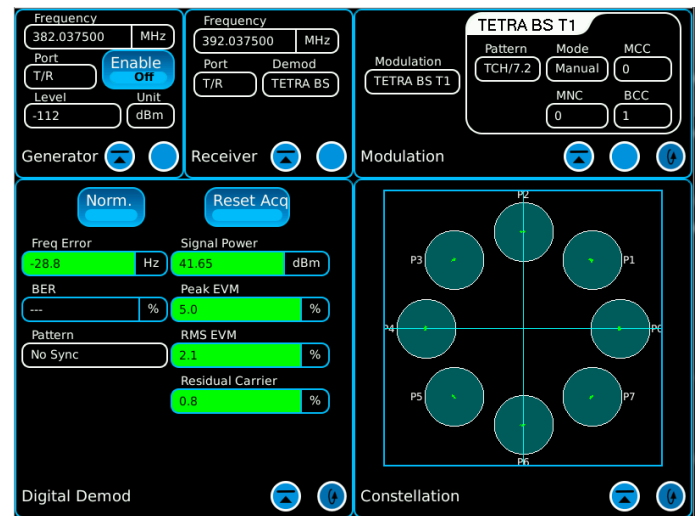 Frequency
382.037500 MHz
Port
T/R
Enable
Off
Level Unit
-112 dBm
Generator
Frequency
392.037500 MHz
Port Demod
T/R TETRA BS
Receiver
Modulation
TETRA BS T1
TETRA BS T1
Pattern Mode MCC
TCH/7.2 Manual 0
MNC BCC
0 1
Modulation
Norm. Reset Acq
Freq Error Signal Power
-28.8 Hz 41.65 dBm
BER Peak EVM
--- % 5.0 %
Pattern RMS EVM
No Sync 2.1 %
Residual Carrier
0.8 %
Digital Demod
P2
P3 P1
P4 P0
P5 P7
P6
Constellation